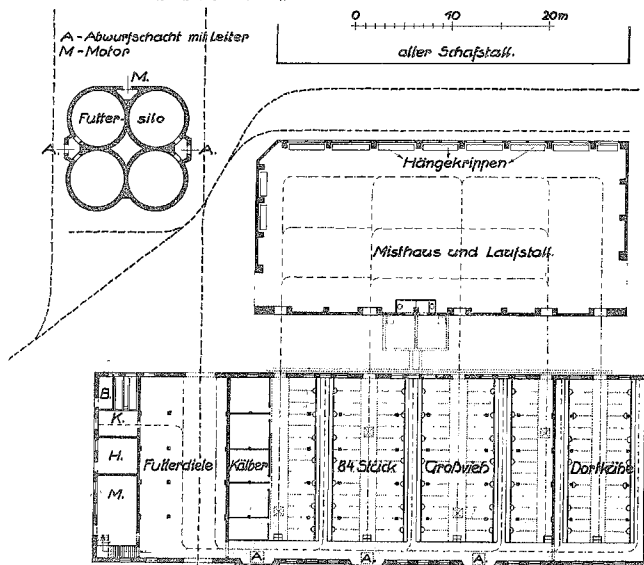 A - Abwurfschacht mit Leiter
M - Motor
0 10 20m
alter Schafstall.
M.
Futter- silo
A. A.
Hängekrippen
Misthaus und Laufstall.
B.
K.
H.
M.
Futterdiele
Kälber
84 Stück
Großvieh
Dorfkühe
A. A. A.